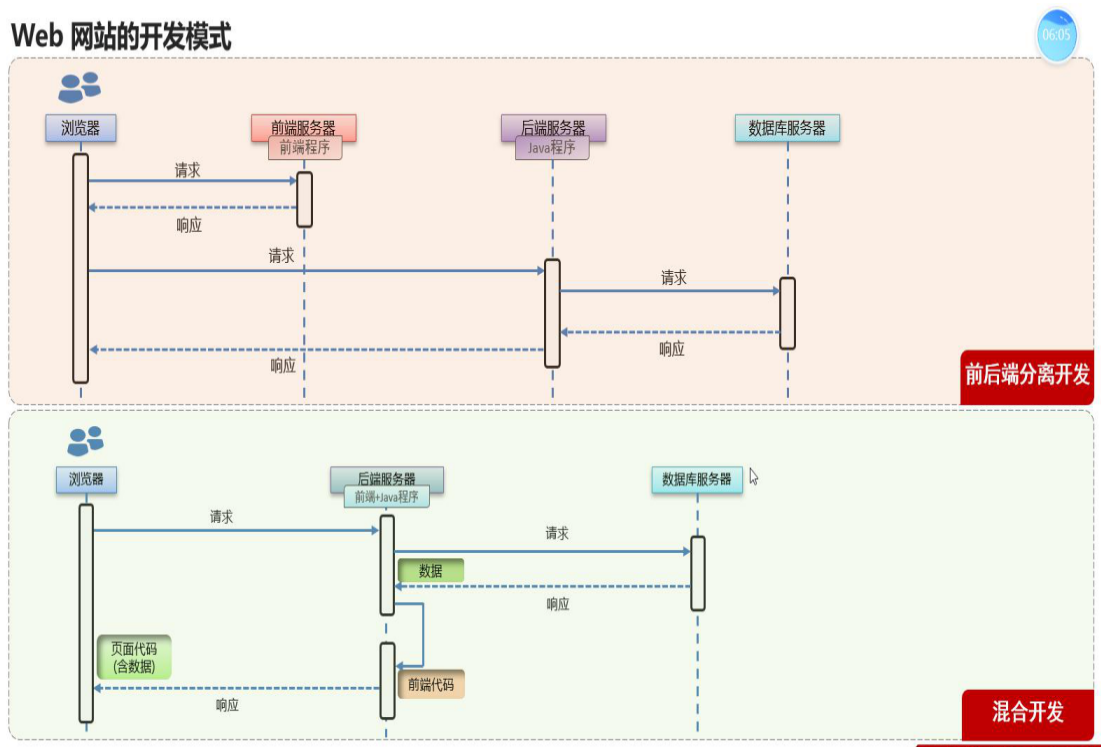 Web 网站的开发模式
06:05
浏览器
前端服务器
前端程序
后端服务器
Java程序
数据库服务器
请求
响应
请求
请求
响应
响应
前后端分离开发
浏览器
后端服务器
前端+Java程序
数据库服务器
请求
请求
数据
响应
页面代码
(含数据)
前端代码
响应
混合开发